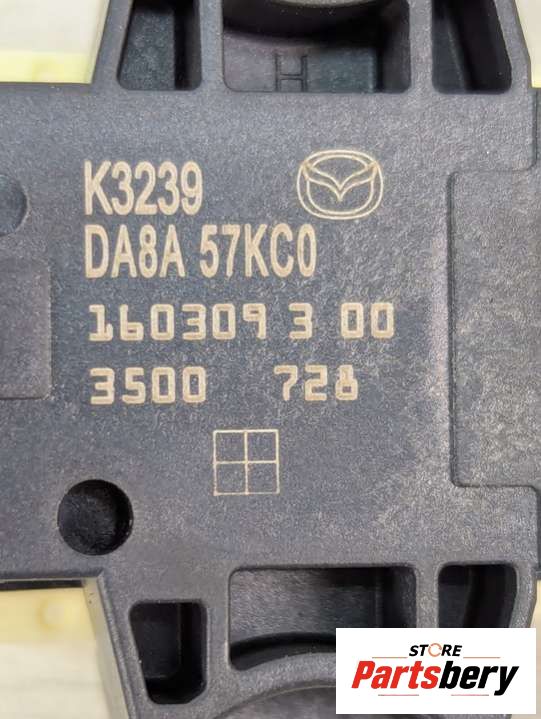 H
K3239
DA8A 57KC0
160309 3 00
3500 728
STORE
Partsbery